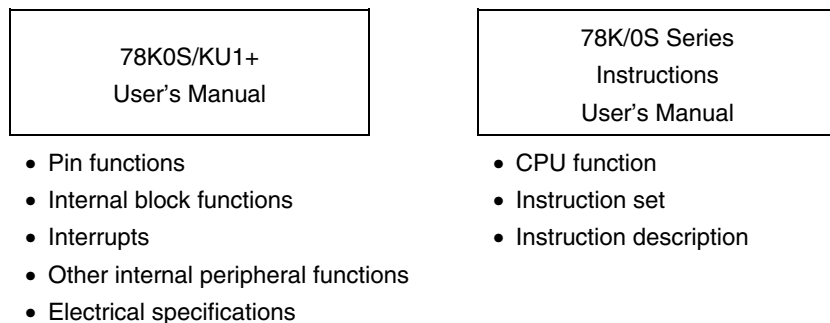 78K0S/KU1+
User's Manual
78K/0S Series
Instructions
User's Manual
• Pin functions
• Internal block functions
• Interrupts
• Other internal peripheral functions
• Electrical specifications
• CPU function
• Instruction set
• Instruction description